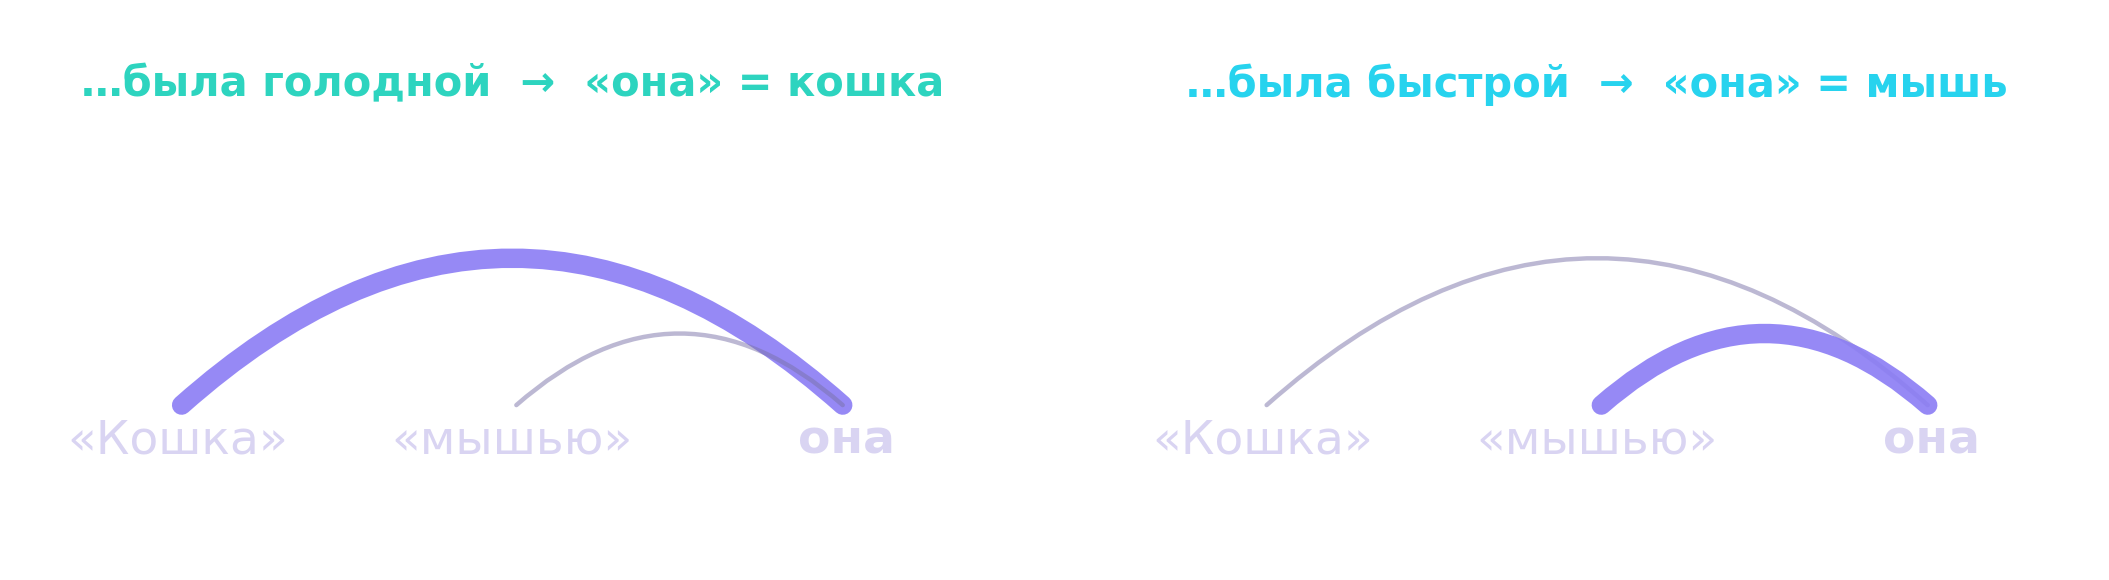 …была голодной → «она» = кошка
«Кошка» «мышью» она
…была быстрой → «она» = мышь
«Кошка» «мышью» она